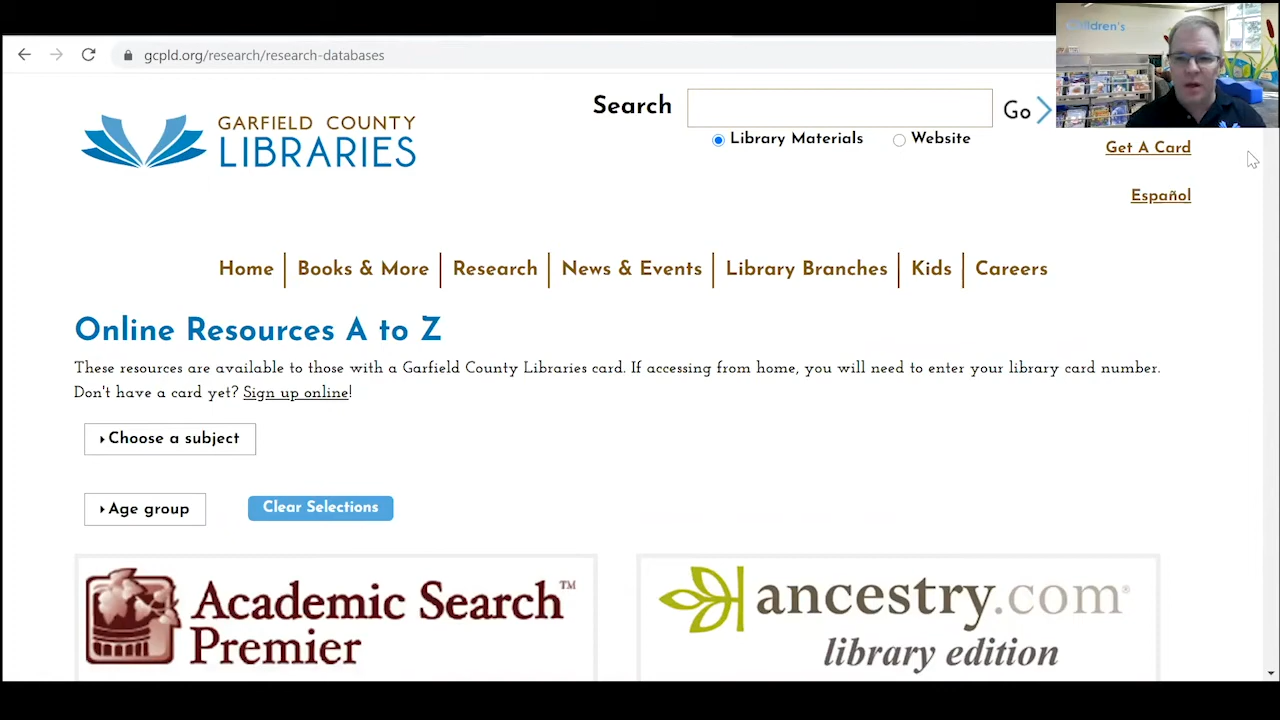 gcpld.org/research/research-databases
Children's
GARFIELD COUNTY
LIBRARIES
Search
Go
Library Materials
Website
Get A Card
Español
Home
Books & More
Research
News & Events
Library Branches
Kids
Careers
Online Resources A to Z
These resources are available to those with a Garfield County Libraries card. If accessing from home, you will need to enter your library card number.
Don't have a card yet? Sign up online!
Choose a subject
Age group
Clear Selections
Academic Search™
Premier
ancestry.com®
library edition